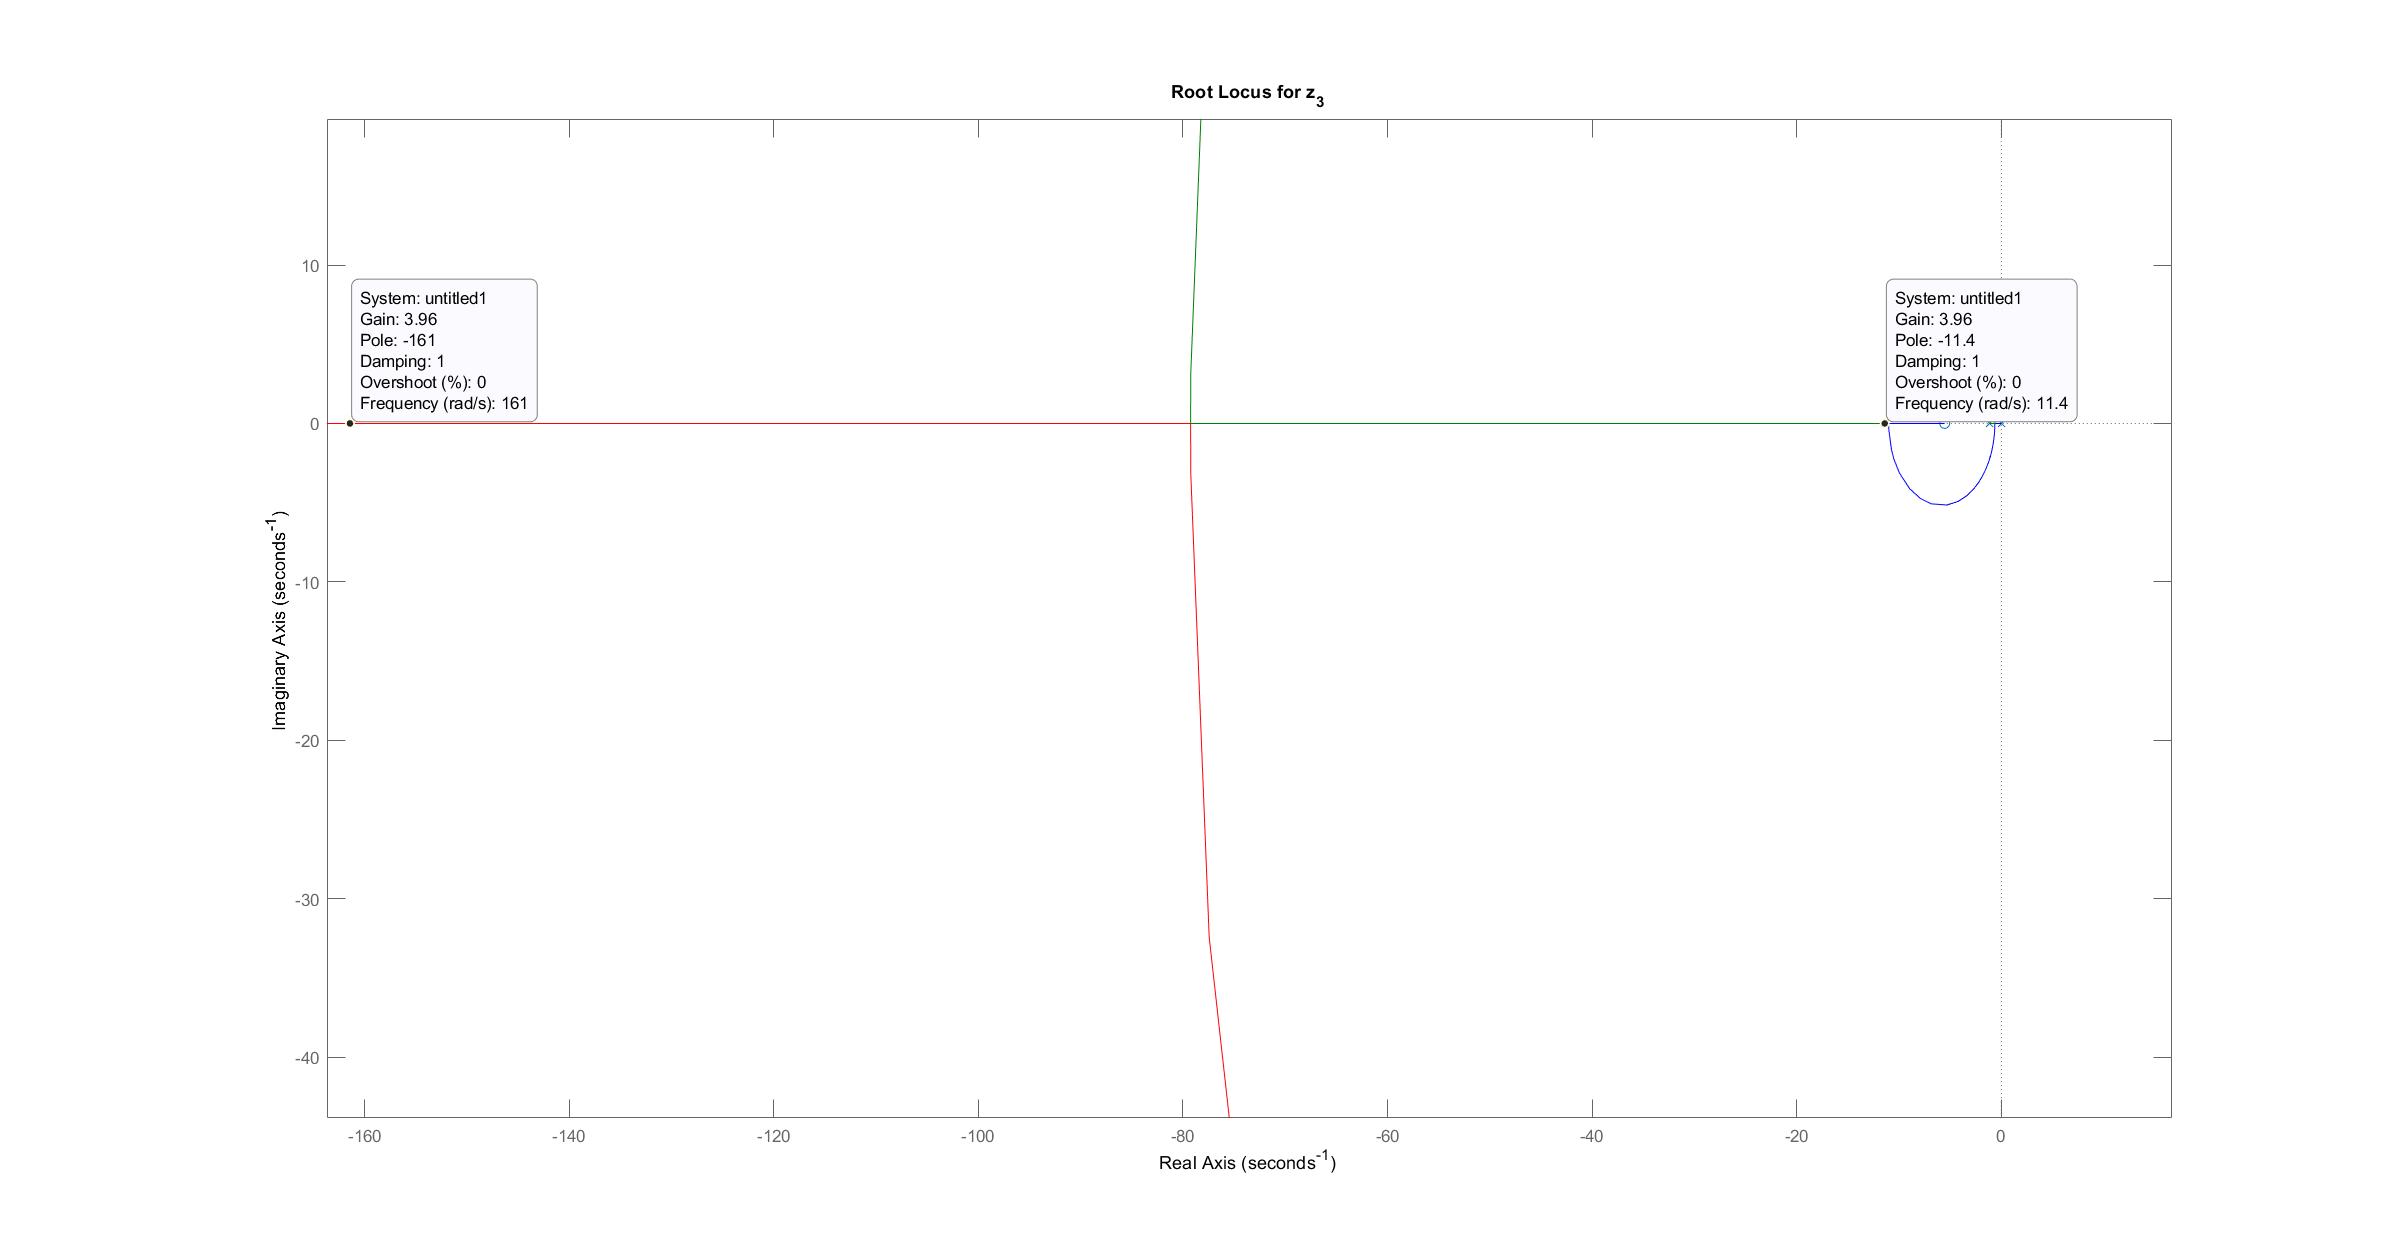 Root Locus for z₃
10
0
-10
-20
-30
-40
Imaginary Axis (seconds⁻¹)
System: untitled1
Gain: 3.96
Pole: -161
Damping: 1
Overshoot (%): 0
Frequency (rad/s): 161
System: untitled1
Gain: 3.96
Pole: -11.4
Damping: 1
Overshoot (%): 0
Frequency (rad/s): 11.4
-160 -140 -120 -100 -80 -60 -40 -20 0
Real Axis (seconds⁻¹)